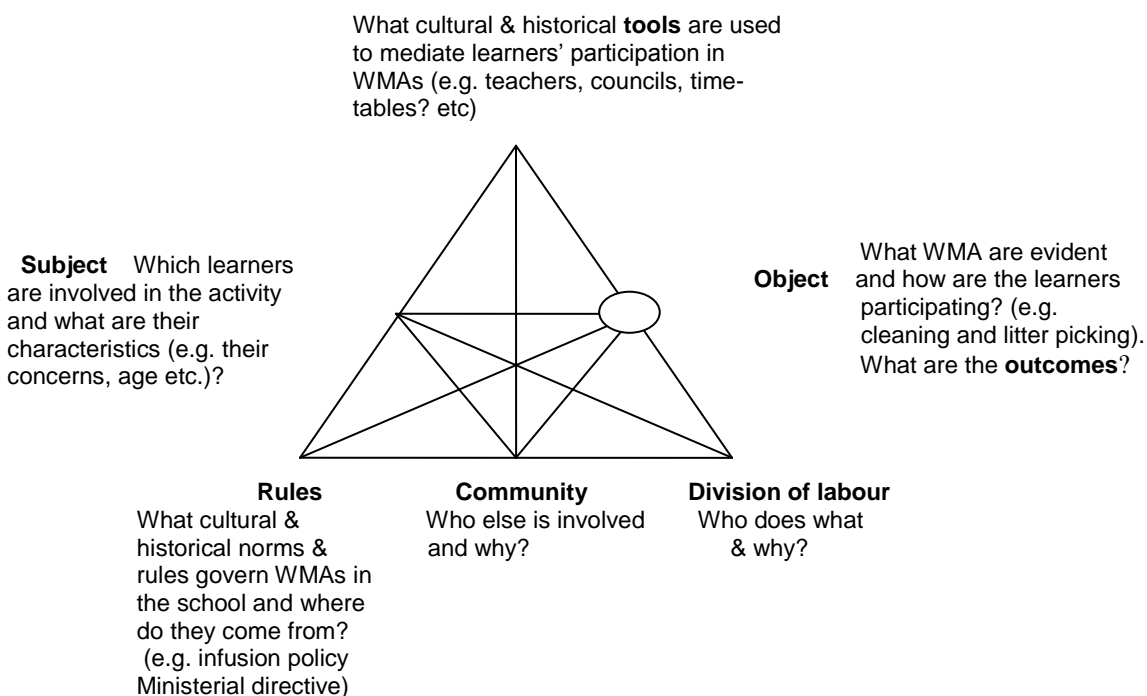 What cultural & historical tools are used
to mediate learners’ participation in
WMAs (e.g. teachers, councils, time-
tables? etc)
Subject Which learners
are involved in the activity
and what are their
characteristics (e.g. their
concerns, age etc.)?
Object
What WMA are evident
and how are the learners
participating? (e.g.
cleaning and litter picking).
What are the outcomes?
Rules
What cultural &
historical norms &
rules govern WMAs in
the school and where
do they come from?
(e.g. infusion policy
Ministerial directive)
Community
Who else is involved
and why?
Division of labour
Who does what
& why?